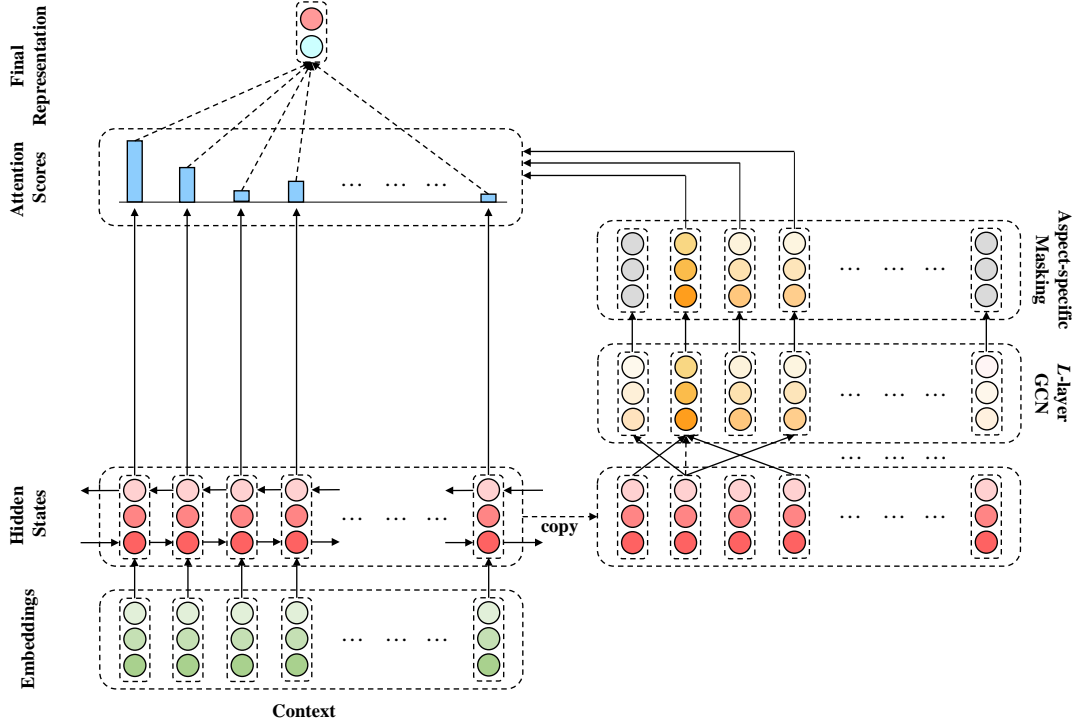 Final
Representation
Attention
Scores
Aspect-specific
Masking
L-layer
GCN
Hidden
States
copy
Embeddings
Context